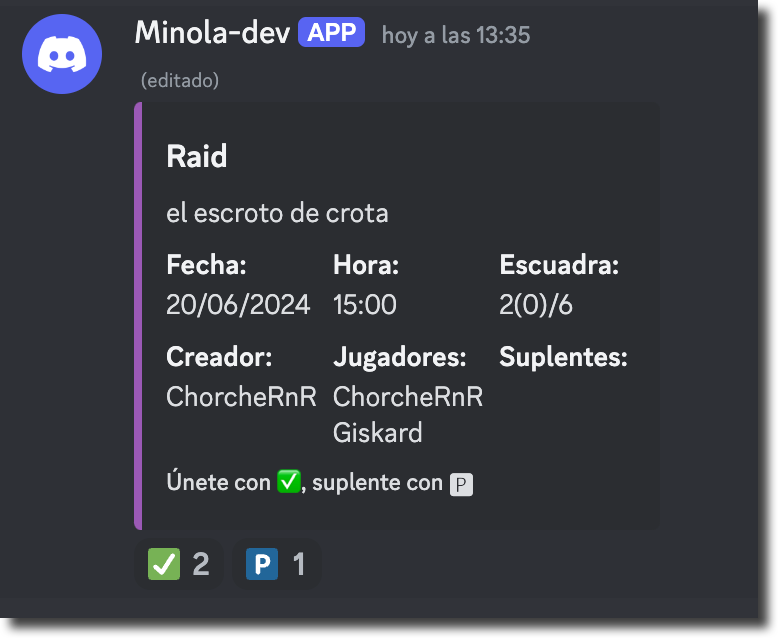 Minola-dev APP hoy a las 13:35
(editado)
Raid
el escroto de crota
Fecha: Hora: Escuadra:
20/06/2024 15:00 2(0)/6
Creador: Jugadores: Suplentes:
ChorcheRnR ChorcheRnR
Giskard
Únete con ✅, suplente con 🅿
✅ 2 🅿 1